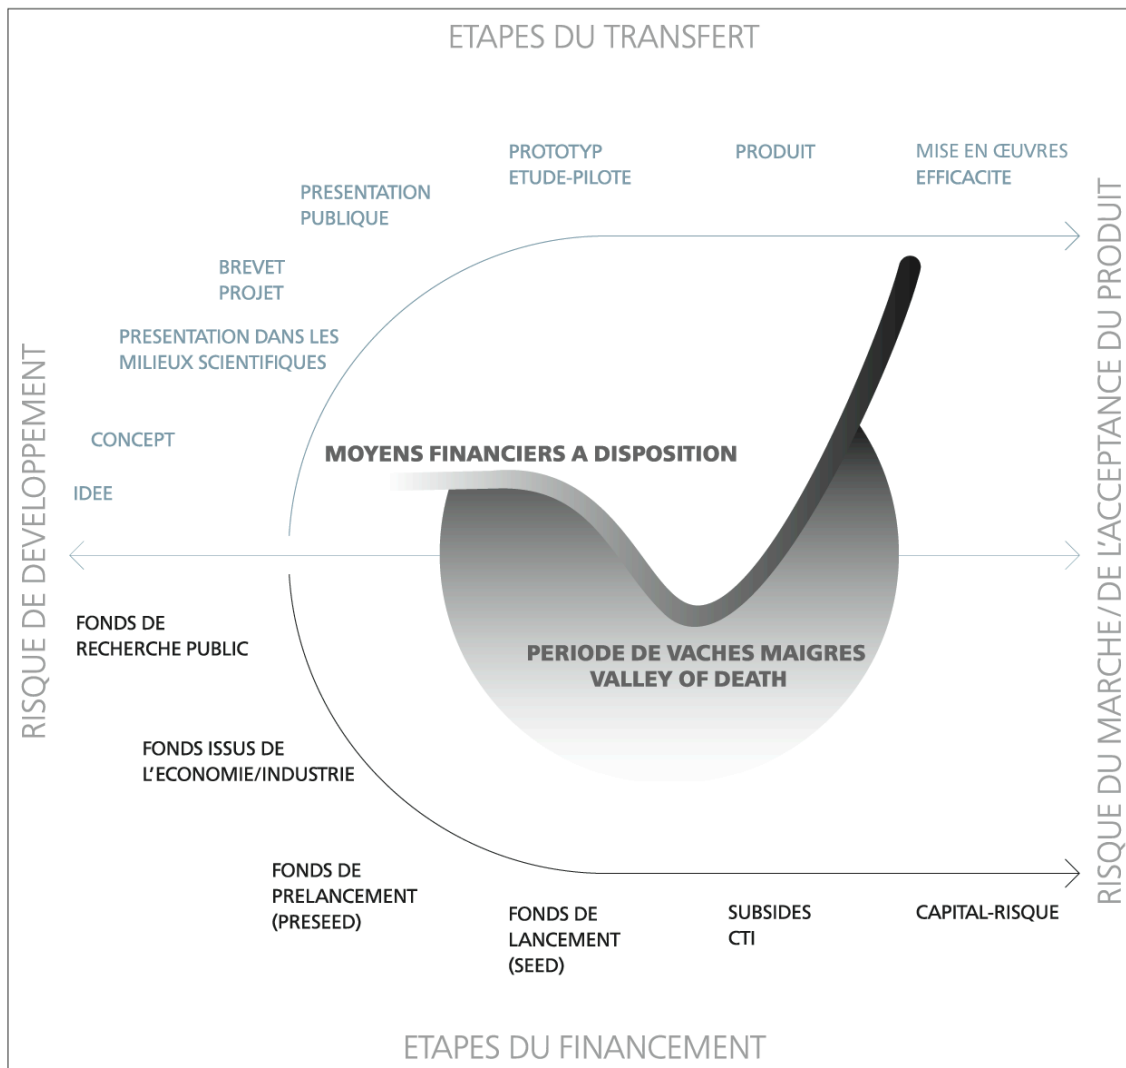 ETAPES DU TRANSFERT
PROTOTYP
ETUDE-PILOTE
PRODUIT
MISE EN ŒUVRES
EFFICACITE
PRESENTATION
PUBLIQUE
BREVET
PROJET
PRESENTATION DANS LES
MILIEUX SCIENTIFIQUES
CONCEPT
IDEE
RISQUE DE DEVELOPPEMENT
MOYENS FINANCIERS A DISPOSITION
PERIODE DE VACHES MAIGRES
VALLEY OF DEATH
RISQUE DU MARCHE/DE L'ACCEPTANCE DU PRODUIT
FONDS DE
RECHERCHE PUBLIC
FONDS ISSUS DE
L'ECONOMIE/INDUSTRIE
FONDS DE
PRELANCEMENT
(PRESEED)
FONDS DE
LANCEMENT
(SEED)
SUBSIDES
CTI
CAPITAL-RISQUE
ETAPES DU FINANCEMENT